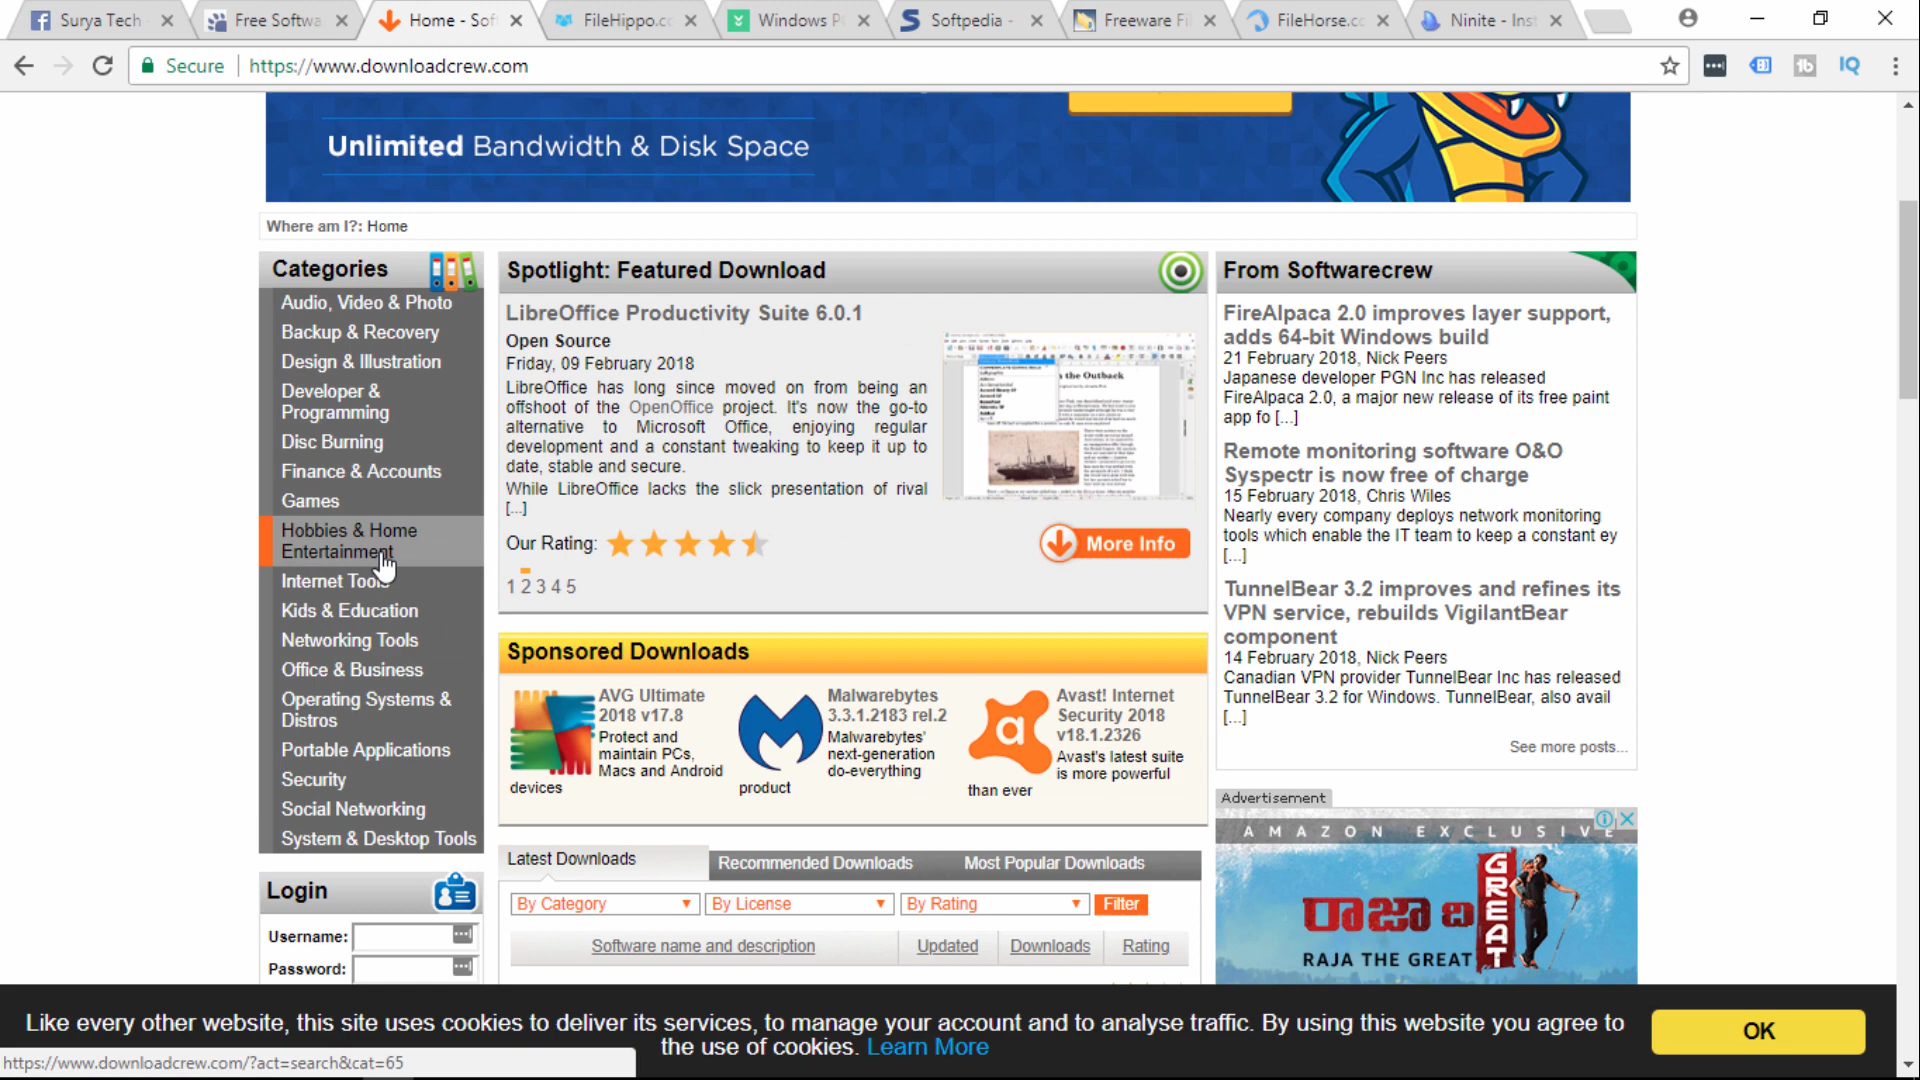 Surya Tech
Free Softwa
Home - Sof
FileHippo.c
Windows P
Softpedia -
Freeware Fi
FileHorse.cc
Ninite - Inst
Secure
https://www.downloadcrew.com
IQ
Unlimited Bandwidth & Disk Space
Where am I?: Home
Categories
Audio, Video & Photo
Backup & Recovery
Design & Illustration
Developer &
Programming
Disc Burning
Finance & Accounts
Games
Hobbies & Home
Entertainment
Internet Tools
Kids & Education
Networking Tools
Office & Business
Operating Systems &
Distros
Portable Applications
Security
Social Networking
System & Desktop Tools
Login
Username:
Password:
Spotlight: Featured Download
LibreOffice Productivity Suite 6.0.1
Open Source
Friday, 09 February 2018
LibreOffice has long since moved on from being an
offshoot of the OpenOffice project. It's now the go-to
alternative to Microsoft Office, enjoying regular
development and a constant tweaking to keep it up to
date, stable and secure.
While LibreOffice lacks the slick presentation of rival
[...]
the Outback
Our Rating:
More Info
1 2 3 4 5
Sponsored Downloads
AVG Ultimate
2018 v17.8
Protect and
maintain PCs,
Macs and Android
devices
Malwarebytes
3.3.1.2183 rel.2
Malwarebytes'
next-generation
do-everything
product
Avast! Internet
Security 2018
v18.1.2326
Avast's latest suite
is more powerful
than ever
Latest Downloads
Recommended Downloads
Most Popular Downloads
By Category
By License
By Rating
Filter
Software name and description
Updated
Downloads
Rating
From Softwarecrew
FireAlpaca 2.0 improves layer support,
adds 64-bit Windows build
21 February 2018, Nick Peers
Japanese developer PGN Inc has released
FireAlpaca 2.0, a major new release of its free paint
app fo [...]
Remote monitoring software O&O
Syspectr is now free of charge
15 February 2018, Chris Wiles
Nearly every company deploys network monitoring
tools which enable the IT team to keep a constant ey
[...]
TunnelBear 3.2 improves and refines its
VPN service, rebuilds VigilantBear
component
14 February 2018, Nick Peers
Canadian VPN provider TunnelBear Inc has released
TunnelBear 3.2 for Windows. TunnelBear, also avail
[...]
See more posts...
Advertisement
AMAZON EXCLUSIVE
రాజా ది
GREAT
RAJA THE GREAT
Like every other website, this site uses cookies to deliver its services, to manage your account and to analyse traffic. By using this website you agree to
the use of cookies. Learn More
OK
https://www.downloadcrew.com/?act=search&cat=65